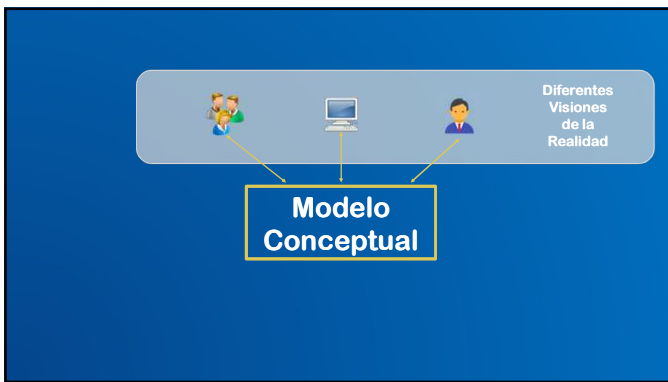 Diferentes
Visiones
de la
Realidad
Modelo
Conceptual